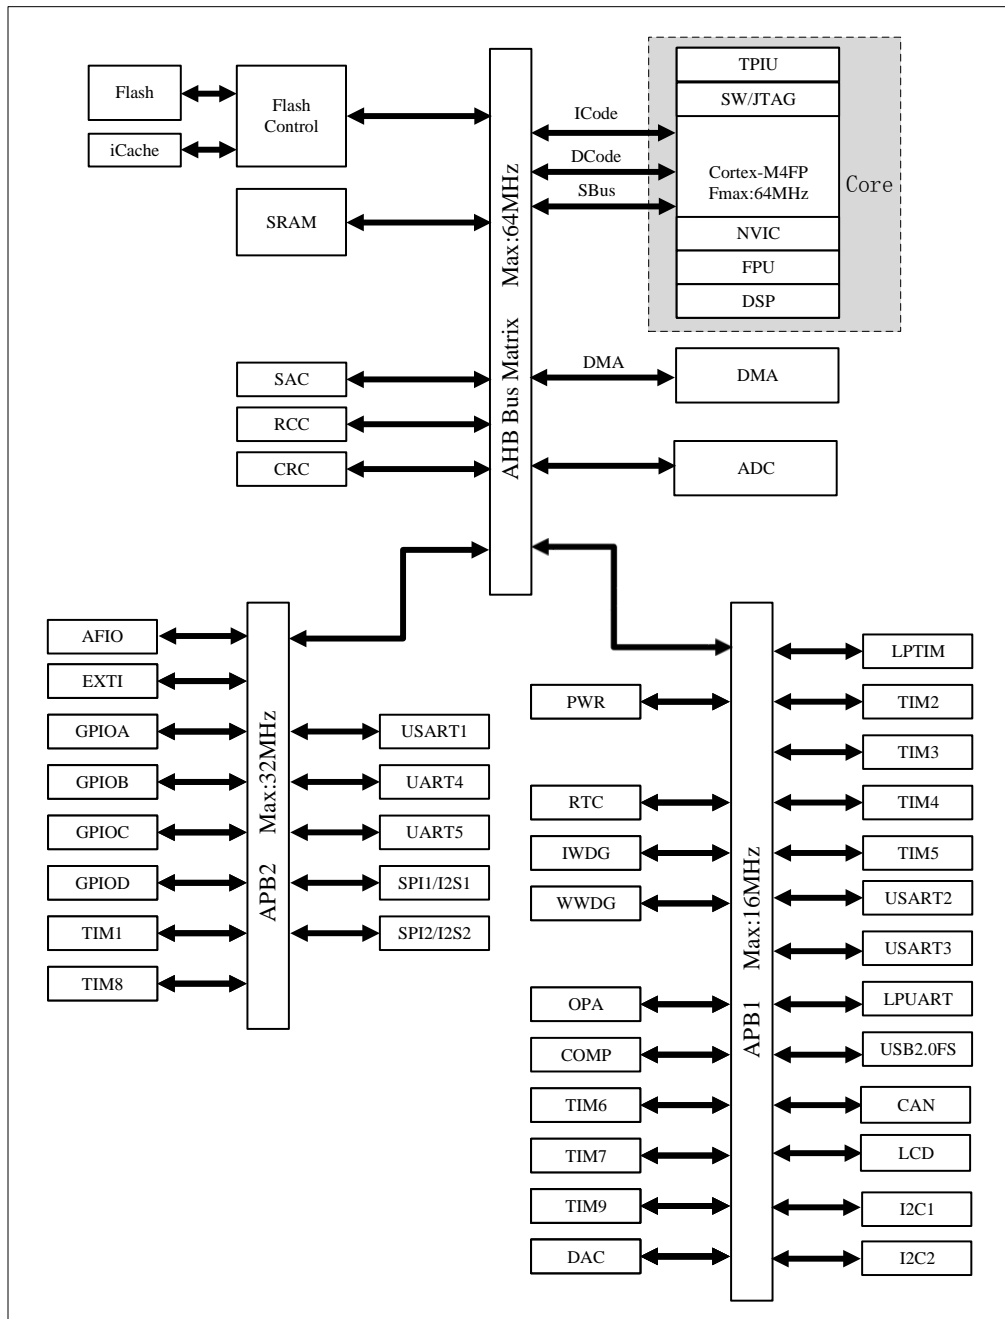 TPIU
SW/JTAG
Cortex-M4FP
Fmax:64MHz
NVIC
FPU
DSP
Core
Flash
iCache
Flash
Control
SRAM
ICode
DCode
SBus
AHB Bus Matrix Max:64MHz
SAC
RCC
CRC
DMA
DMA
ADC
AFIO
EXTI
GPIOA
GPIOB
GPIOC
GPIOD
TIM1
TIM8
APB2 Max:32MHz
USART1
UART4
UART5
SPI1/I2S1
SPI2/I2S2
PWR
RTC
IWDG
WWDG
OPA
COMP
TIM6
TIM7
TIM9
DAC
APB1 Max:16MHz
LPTIM
TIM2
TIM3
TIM4
TIM5
USART2
USART3
LPUART
USB2.0FS
CAN
LCD
I2C1
I2C2